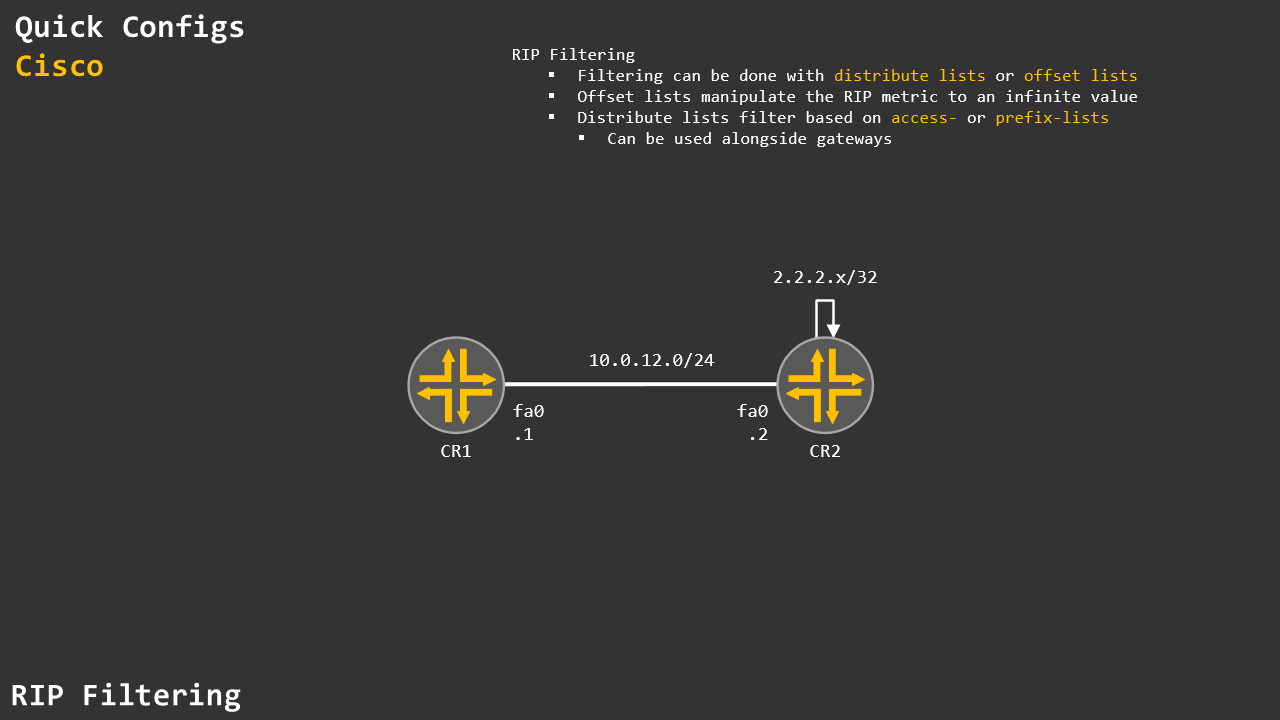 Quick Configs
Cisco
RIP Filtering
▪ Filtering can be done with distribute lists or offset lists
▪ Offset lists manipulate the RIP metric to an infinite value
▪ Distribute lists filter based on access- or prefix-lists
▪ Can be used alongside gateways
2.2.2.x/32
10.0.12.0/24
fa0 fa0
.1 .2
CR1 CR2
RIP Filtering